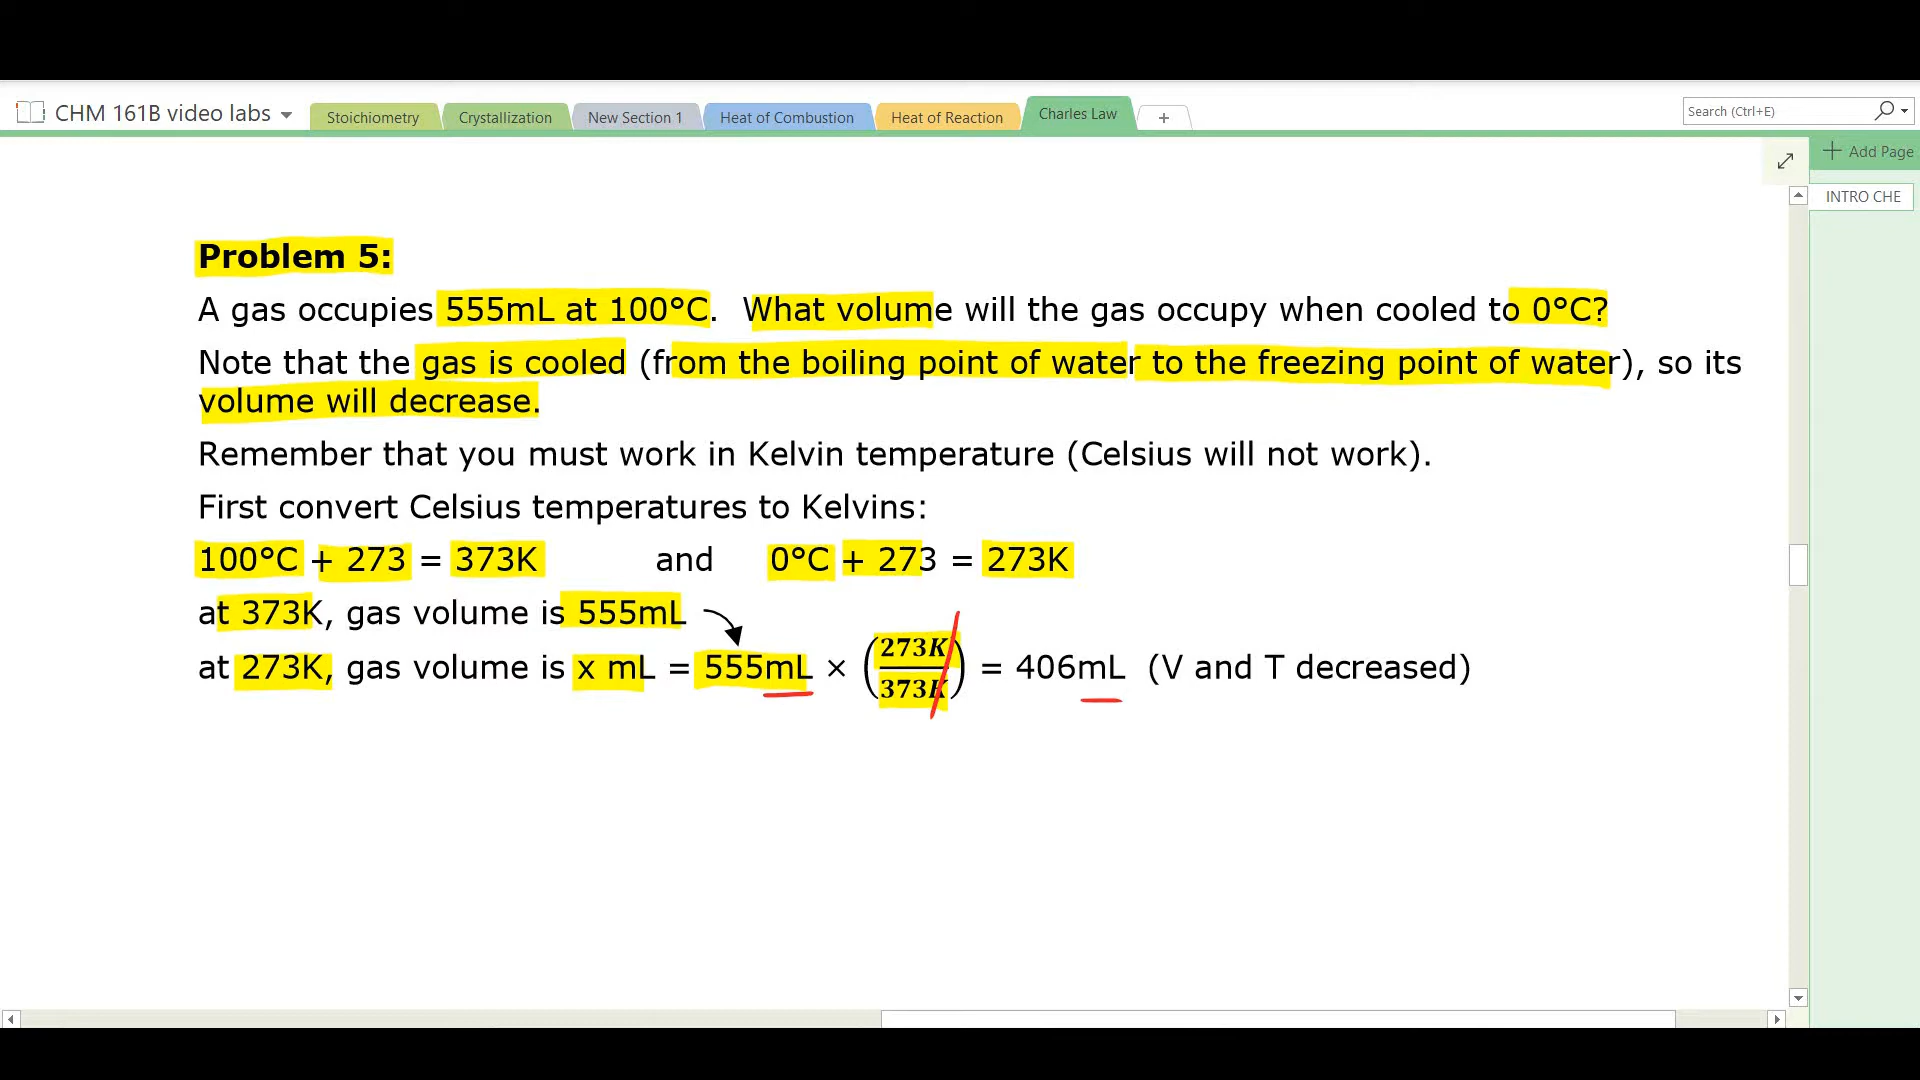 CHM 161B video labs
Stoichiometry
Crystallization
New Section 1
Heat of Combustion
Heat of Reaction
Charles Law
+
Search (Ctrl+E)
Add Page
INTRO CHE
Problem 5:
A gas occupies 555mL at 100°C. What volume will the gas occupy when cooled to 0°C?
Note that the gas is cooled (from the boiling point of water to the freezing point of water), so its
volume will decrease.
Remember that you must work in Kelvin temperature (Celsius will not work).
First convert Celsius temperatures to Kelvins:
100°C + 273 = 373K and 0°C + 273 = 273K
at 373K, gas volume is 555mL
at 273K, gas volume is x mL = 555mL × (273K/373K) = 406mL (V and T decreased)